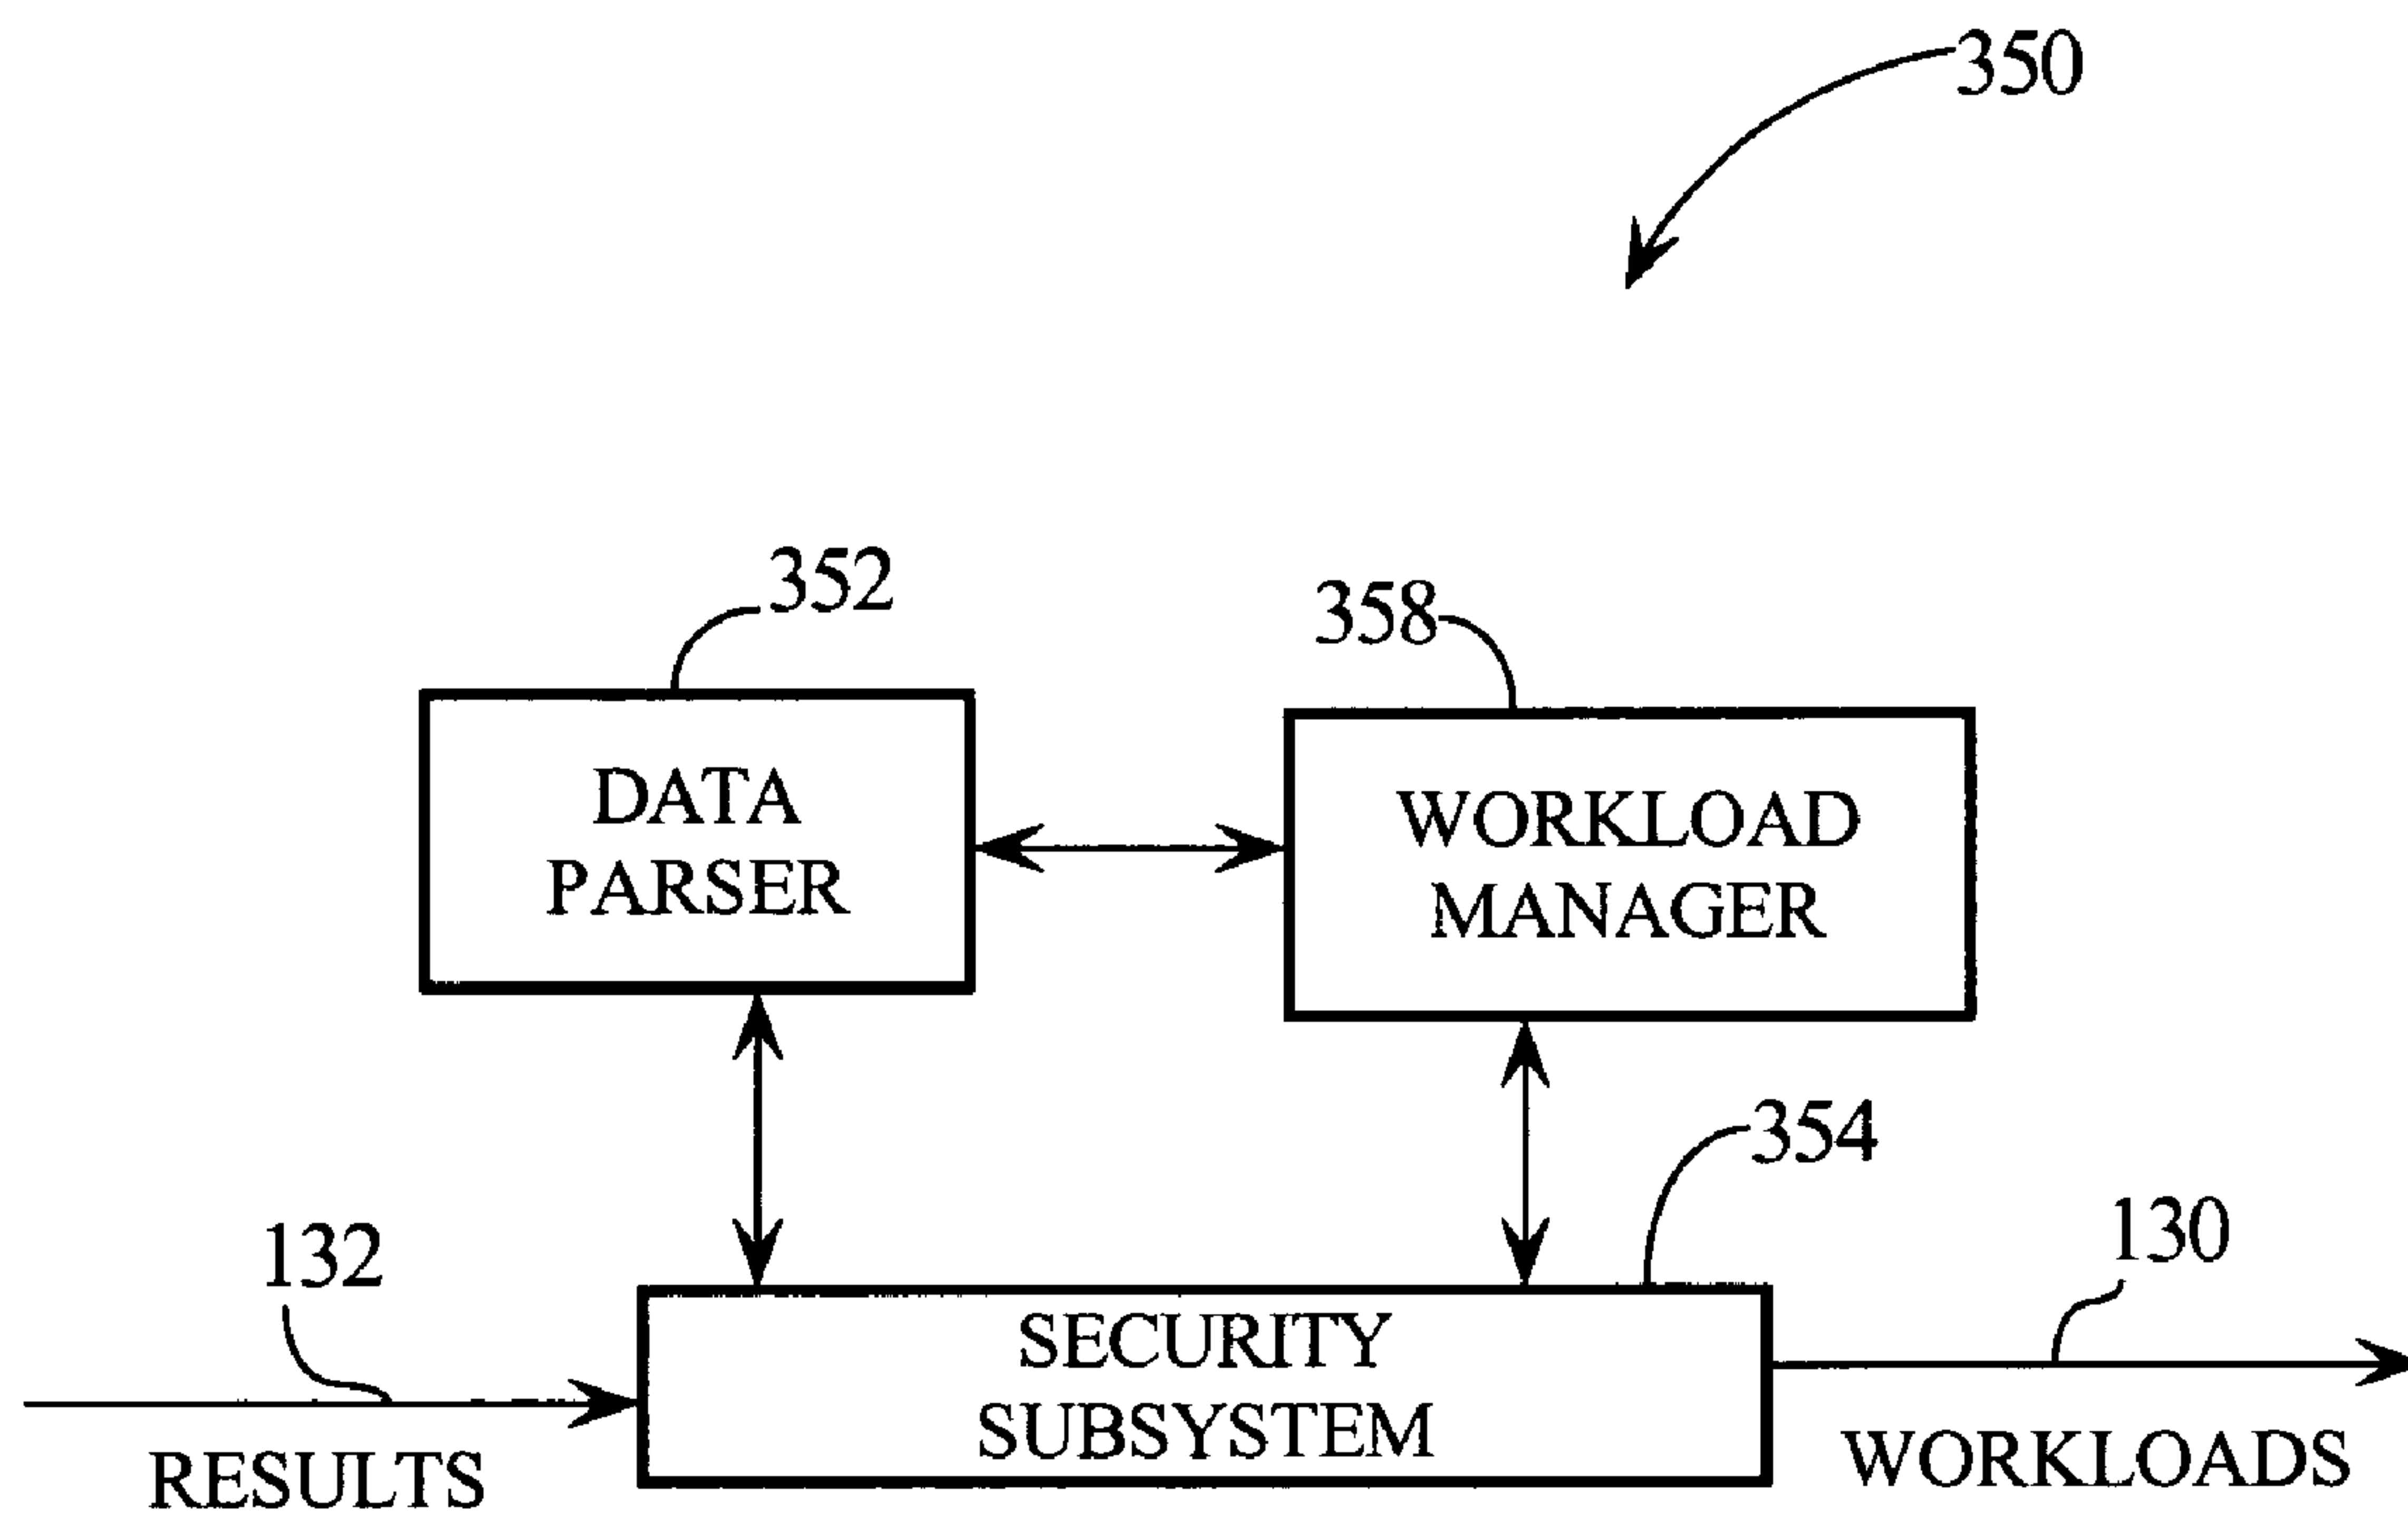 350
352
358
DATA
PARSER
WORKLOAD
MANAGER
354
132
130
SECURITY
SUBSYSTEM
RESULTS
WORKLOADS